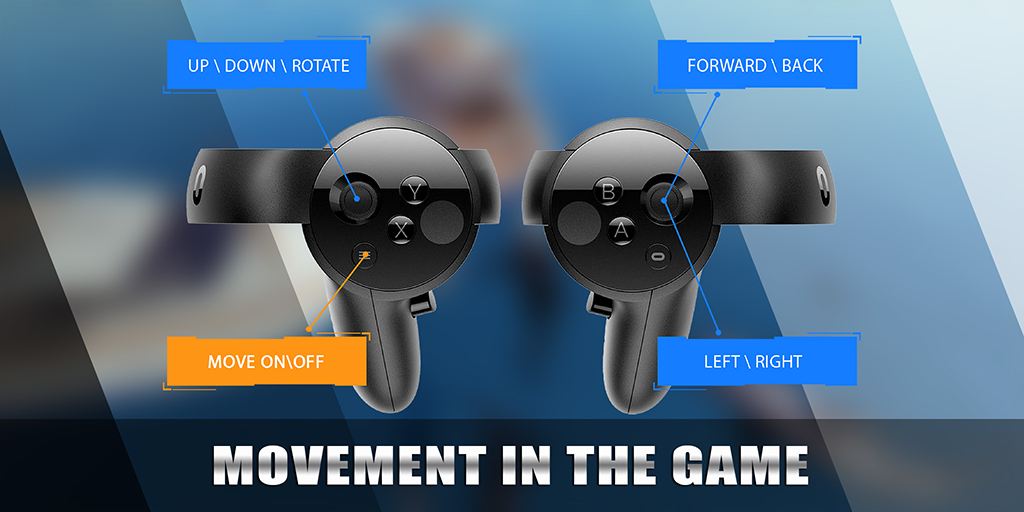 UP \ DOWN \ ROTATE
FORWARD \ BACK
Y
X
B
A
MOVE ON\OFF
LEFT \ RIGHT
MOVEMENT IN THE GAME